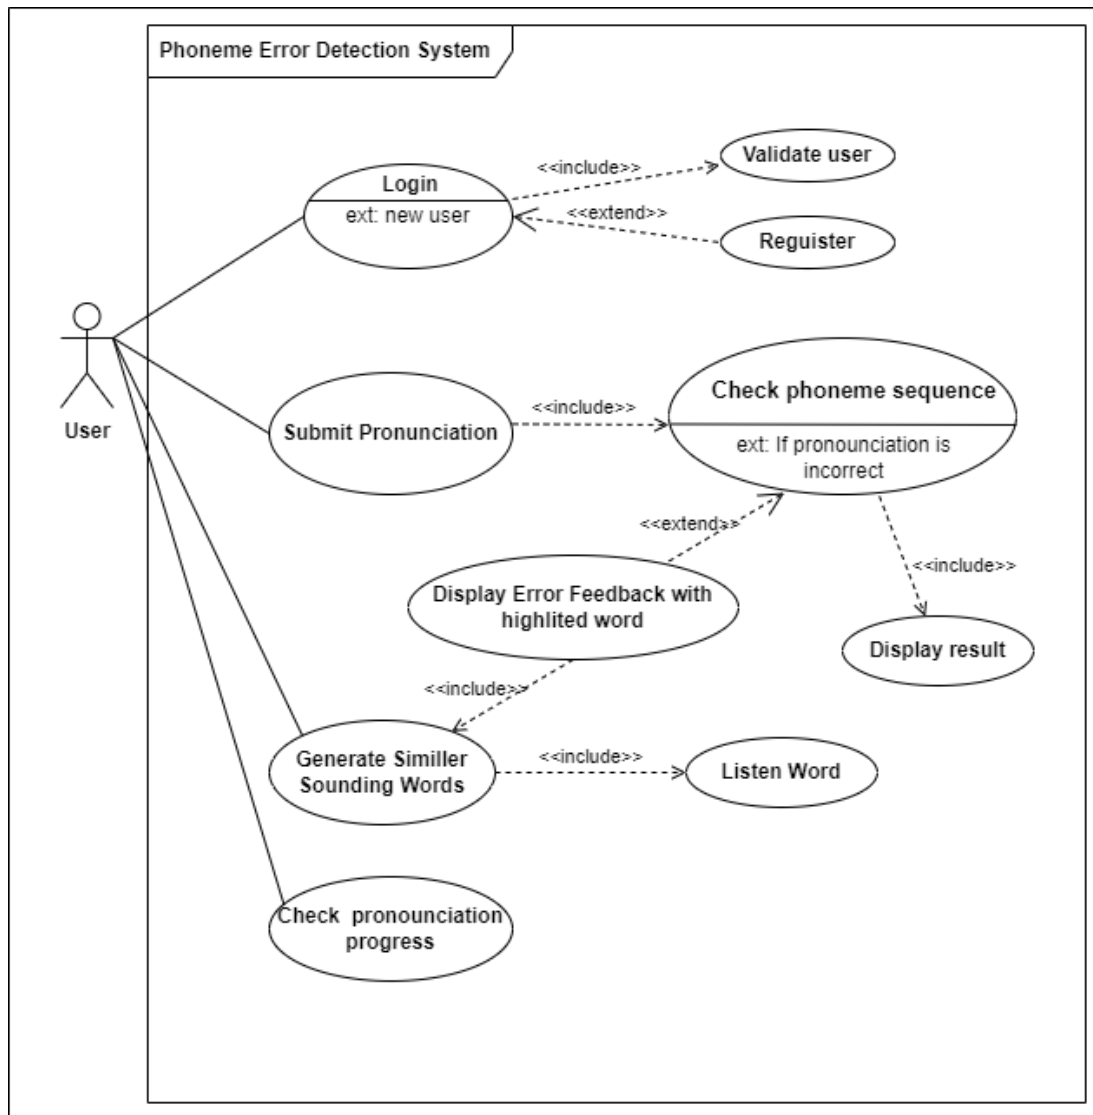 Phoneme Error Detection System
<<include>>
Validate user
Login
ext: new user
<<extend>>
Reguister
User
Submit Pronunciation
<<include>>
Check phoneme sequence
ext: If pronounciation is
incorrect
<<extend>>
<<include>>
Display Error Feedback with
highlited word
Display result
<<include>>
Generate Similler
Sounding Words
<<include>>
Listen Word
Check pronounciation
progress